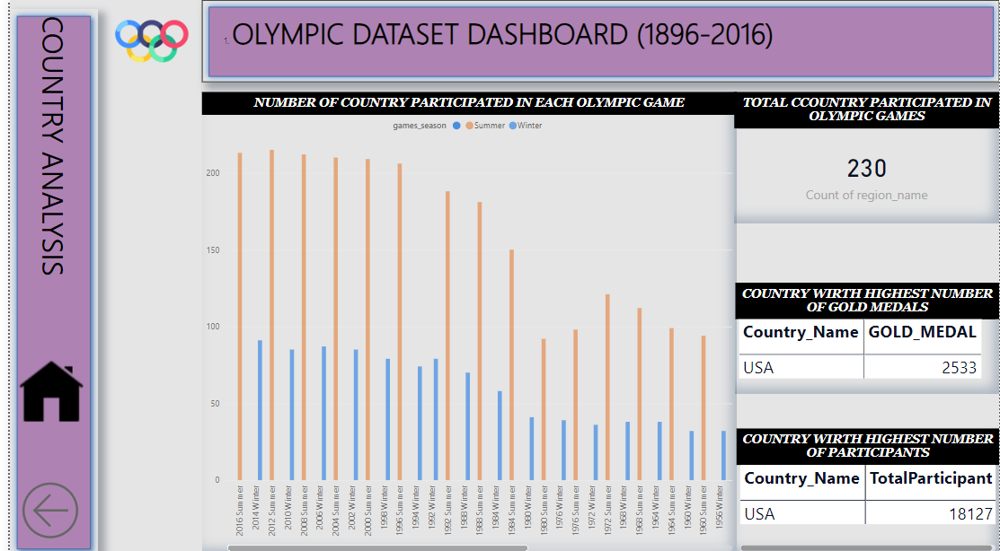 COUNTRY ANALYSIS
1. OLYMPIC DATASET DASHBOARD (1896-2016)
NUMBER OF COUNTRY PARTICIPATED IN EACH OLYMPIC GAME
games_season Summer Winter
200
150
100
50
0
2016 Summer
2014 Winter
2012 Summer
2010 Winter
2008 Summer
2006 Winter
2004 Summer
2002 Winter
2000 Summer
1998 Winter
1996 Summer
1994 Winter
1992 Winter
1992 Summer
1988 Winter
1988 Summer
1984 Winter
1984 Summer
1980 Winter
1980 Summer
1976 Winter
1976 Summer
1972 Winter
1972 Summer
1968 Winter
1968 Summer
1964 Winter
1964 Summer
1960 Winter
1960 Summer
1956 Winter
TOTAL CCOUNTRY PARTICIPATED IN
OLYMPIC GAMES
230
Count of region_name
COUNTRY WIRTH HIGHEST NUMBER
OF GOLD MEDALS
Country_Name GOLD_MEDAL
USA 2533
COUNTRY WIRTH HIGHEST NUMBER
OF PARTICIPANTS
Country_Name TotalParticipant
USA 18127